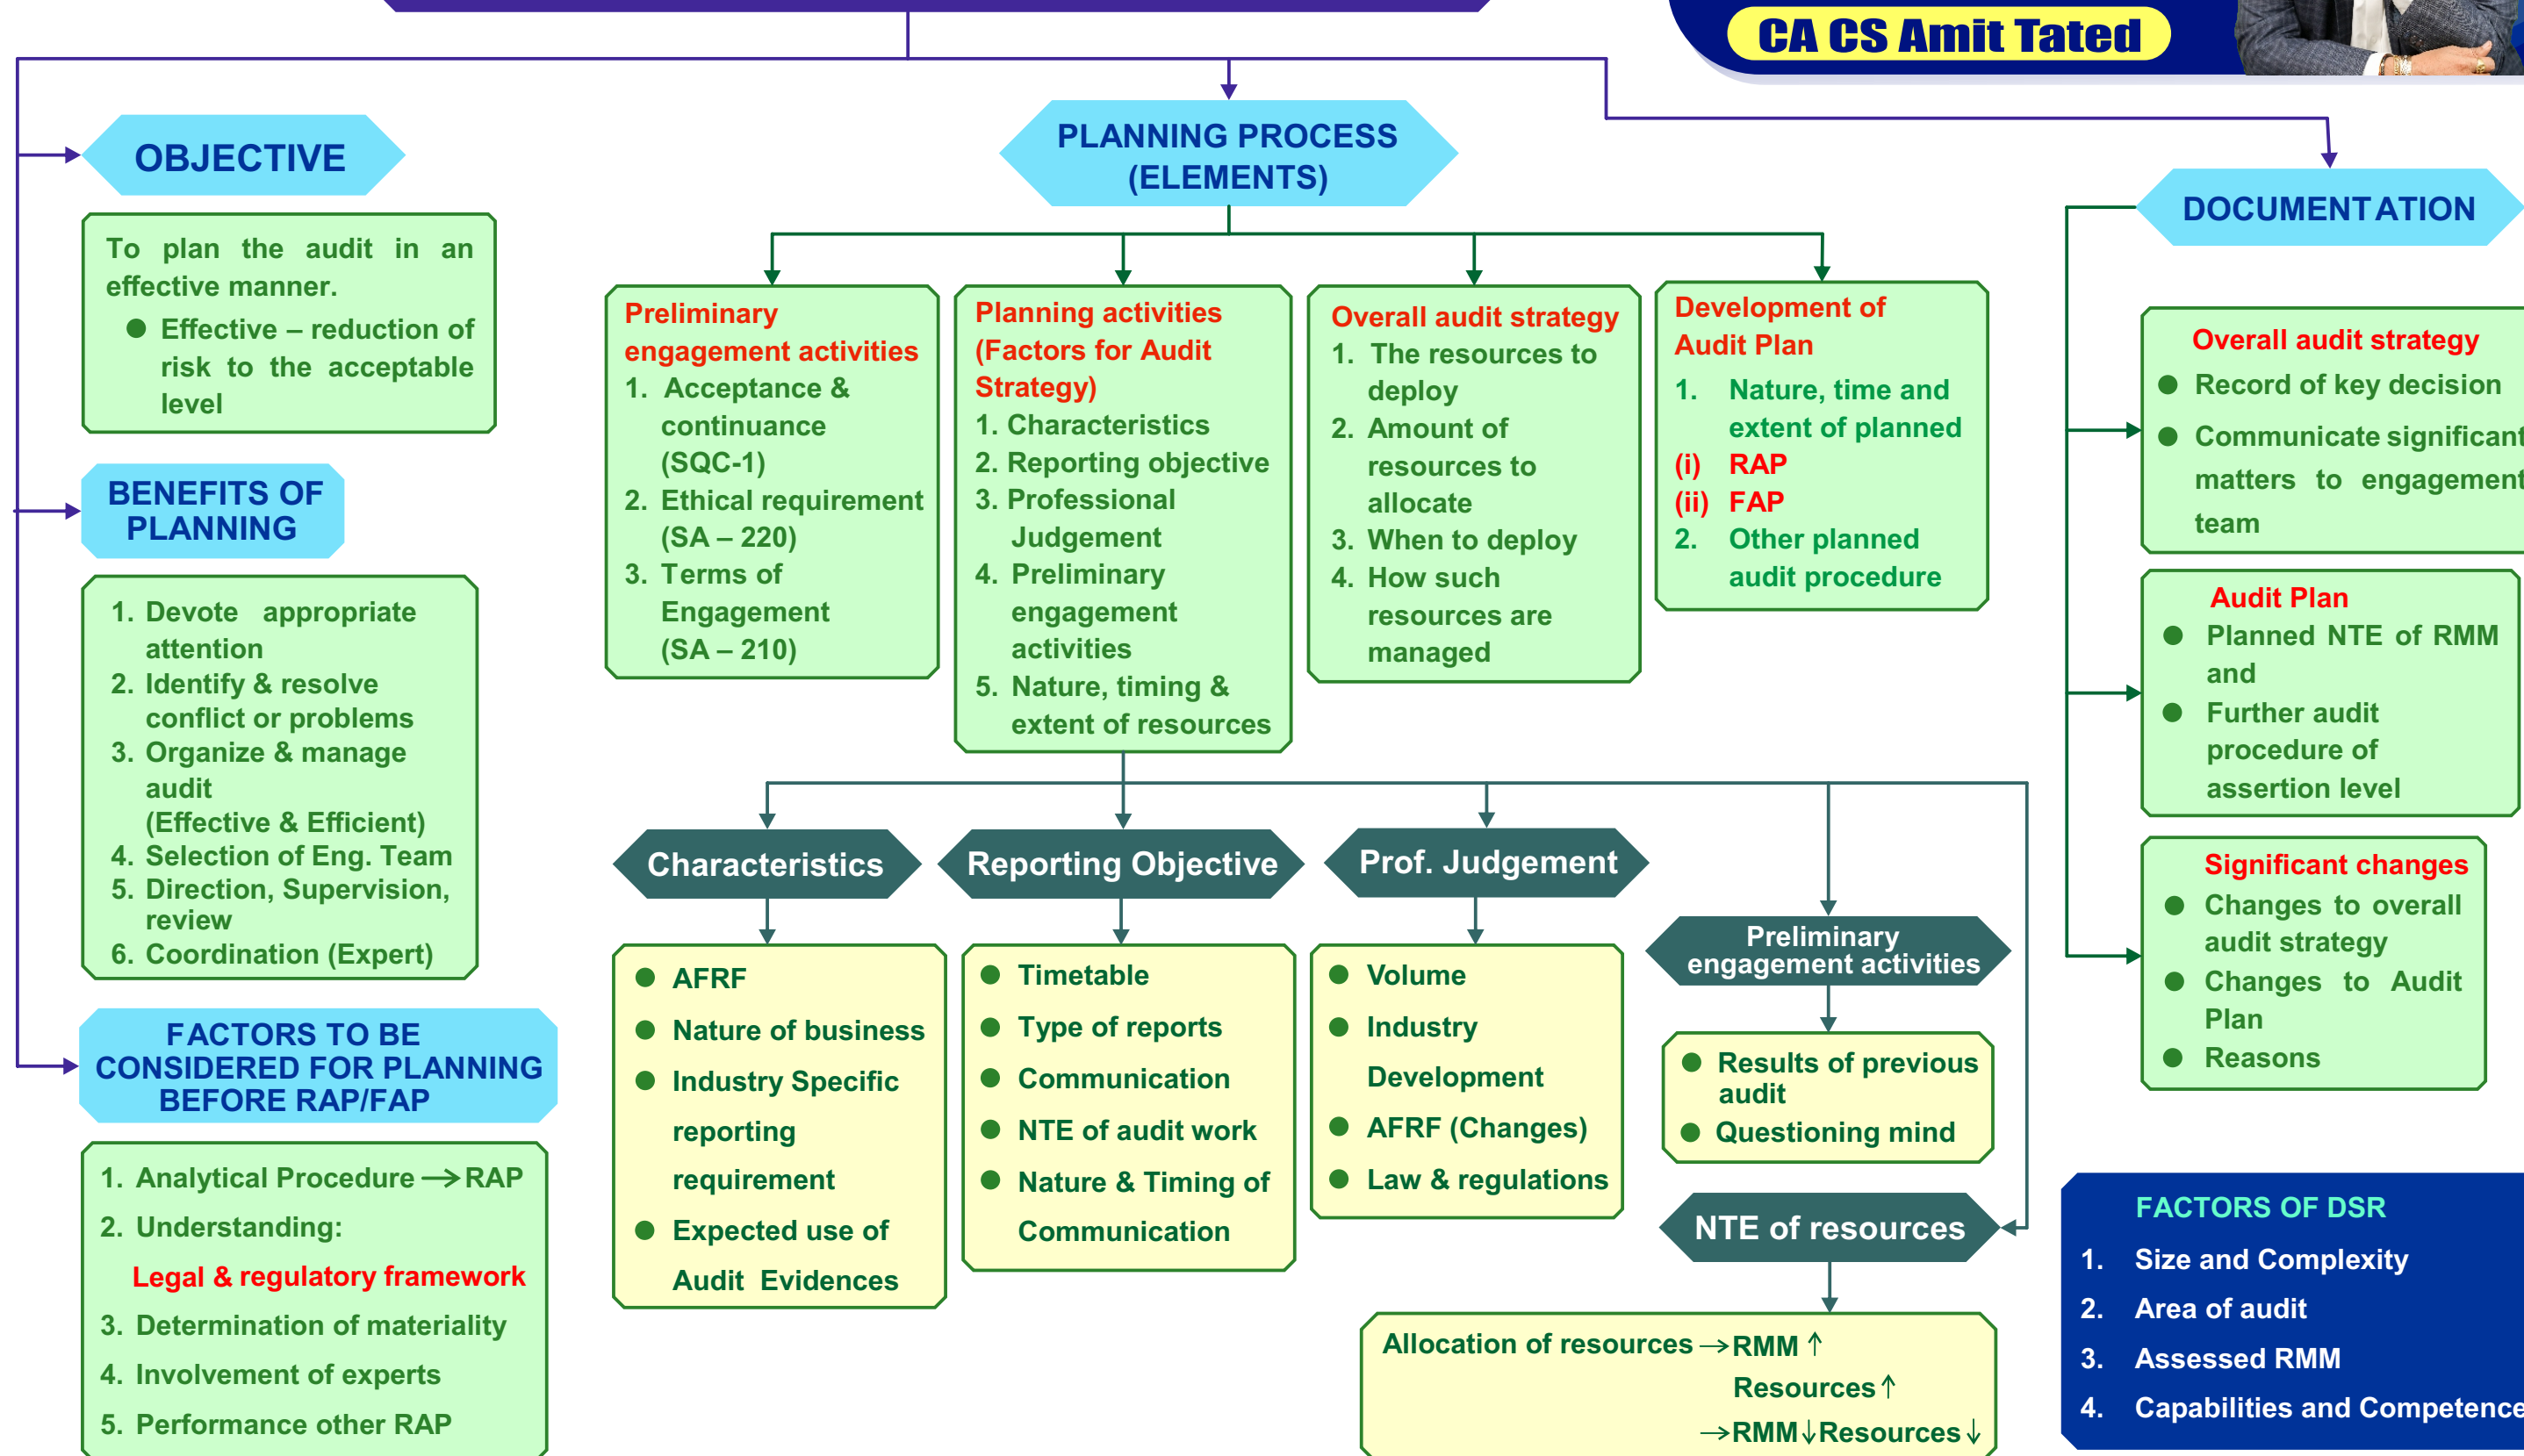 CA CS Amit Tated
OBJECTIVE
To plan the audit in an
effective manner.
● Effective – reduction of
risk to the acceptable
level
BENEFITS OF
PLANNING
1. Devote appropriate
attention
2. Identify & resolve
conflict or problems
3. Organize & manage
audit
(Effective & Efficient)
4. Selection of Eng. Team
5. Direction, Supervision,
review
6. Coordination (Expert)
FACTORS TO BE
CONSIDERED FOR PLANNING
BEFORE RAP/FAP
1. Analytical Procedure → RAP
2. Understanding:
Legal & regulatory framework
3. Determination of materiality
4. Involvement of experts
5. Performance other RAP
PLANNING PROCESS
(ELEMENTS)
Preliminary
engagement activities
1. Acceptance &
continuance
(SQC-1)
2. Ethical requirement
(SA – 220)
3. Terms of
Engagement
(SA – 210)
Planning activities
(Factors for Audit
Strategy)
1. Characteristics
2. Reporting objective
3. Professional
Judgement
4. Preliminary
engagement
activities
5. Nature, timing &
extent of resources
Overall audit strategy
1. The resources to
deploy
2. Amount of
resources to
allocate
3. When to deploy
4. How such
resources are
managed
Development of
Audit Plan
1. Nature, time and
extent of planned
(i) RAP
(ii) FAP
2. Other planned
audit procedure
Characteristics
● AFRF
● Nature of business
● Industry Specific
reporting
requirement
● Expected use of
Audit Evidences
Reporting Objective
● Timetable
● Type of reports
● Communication
● NTE of audit work
● Nature & Timing of
Communication
Prof. Judgement
● Volume
● Industry
Development
● AFRF (Changes)
● Law & regulations
Preliminary
engagement activities
● Results of previous
audit
● Questioning mind
NTE of resources
Allocation of resources → RMM ↑
Resources ↑
→ RMM ↓ Resources ↓
DOCUMENTATION
Overall audit strategy
● Record of key decision
● Communicate significant
matters to engagement
team
Audit Plan
● Planned NTE of RMM
and
● Further audit
procedure of
assertion level
Significant changes
● Changes to overall
audit strategy
● Changes to Audit
Plan
● Reasons
FACTORS OF DSR
1. Size and Complexity
2. Area of audit
3. Assessed RMM
4. Capabilities and Competence